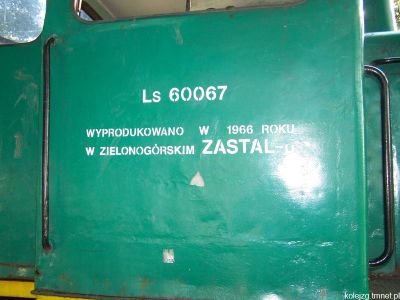 Ls 60067
WYPRODUKOWANO W 1966 ROKU
W ZIELONOGÓRSKIM ZASTAL-u
kolejzg.tmnet.pl